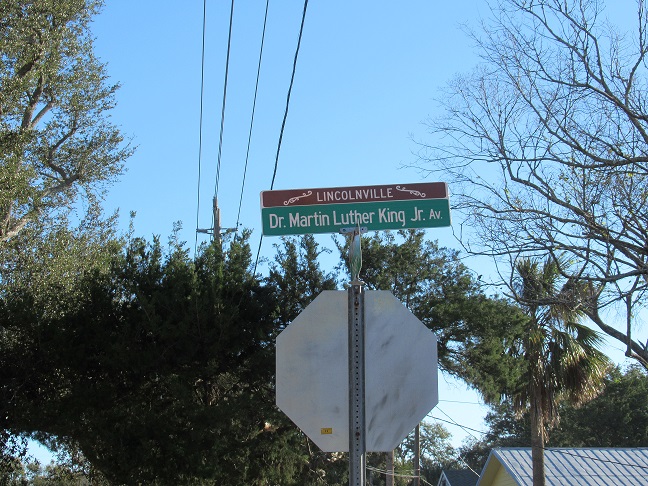 LINCOLNVILLE
Dr. Martin Luther King Jr. Av.